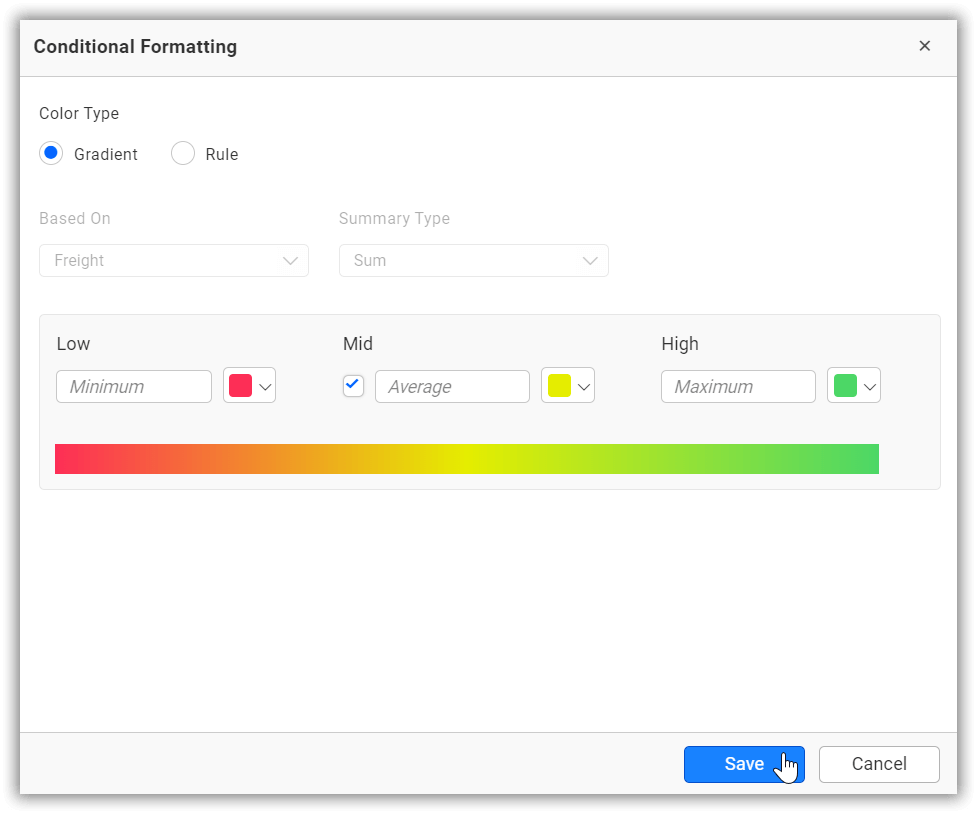 Conditional Formatting
Color Type
Gradient Rule
Based On Summary Type
Freight Sum
Low Mid High
Minimum Average Maximum
Save Cancel